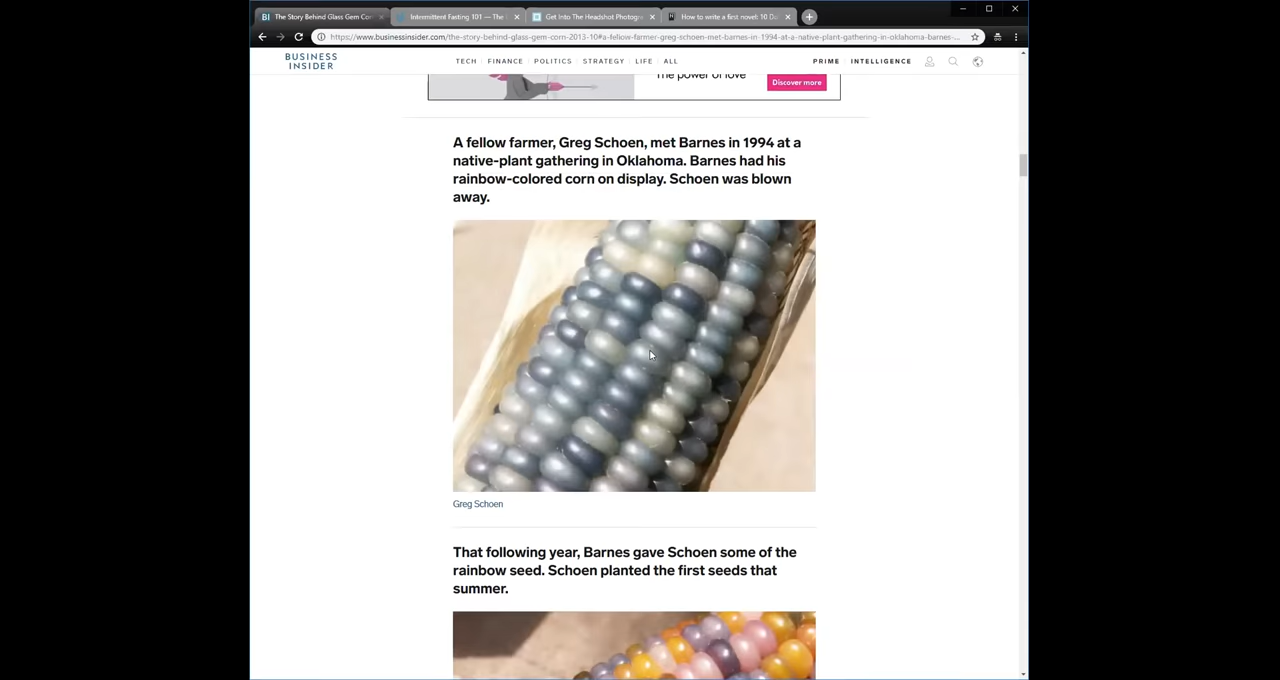 The Story Behind Glass Gem Co
Intermittent Fasting 101 — The
Get Into The Headshot Photogra
How to write a first novel: 10 Da
https://www.businessinsider.com/the-story-behind-glass-gem-corn-2013-10#a-fellow-farmer-greg-schoen-met-barnes-in-1994-at-a-native-plant-gathering-in-oklahoma-barnes-...
BUSINESS
INSIDER
TECH FINANCE POLITICS STRATEGY LIFE ALL
PRIME INTELLIGENCE
The power of love
Discover more
A fellow farmer, Greg Schoen, met Barnes in 1994 at a
native-plant gathering in Oklahoma. Barnes had his
rainbow-colored corn on display. Schoen was blown
away.
Greg Schoen
That following year, Barnes gave Schoen some of the
rainbow seed. Schoen planted the first seeds that
summer.